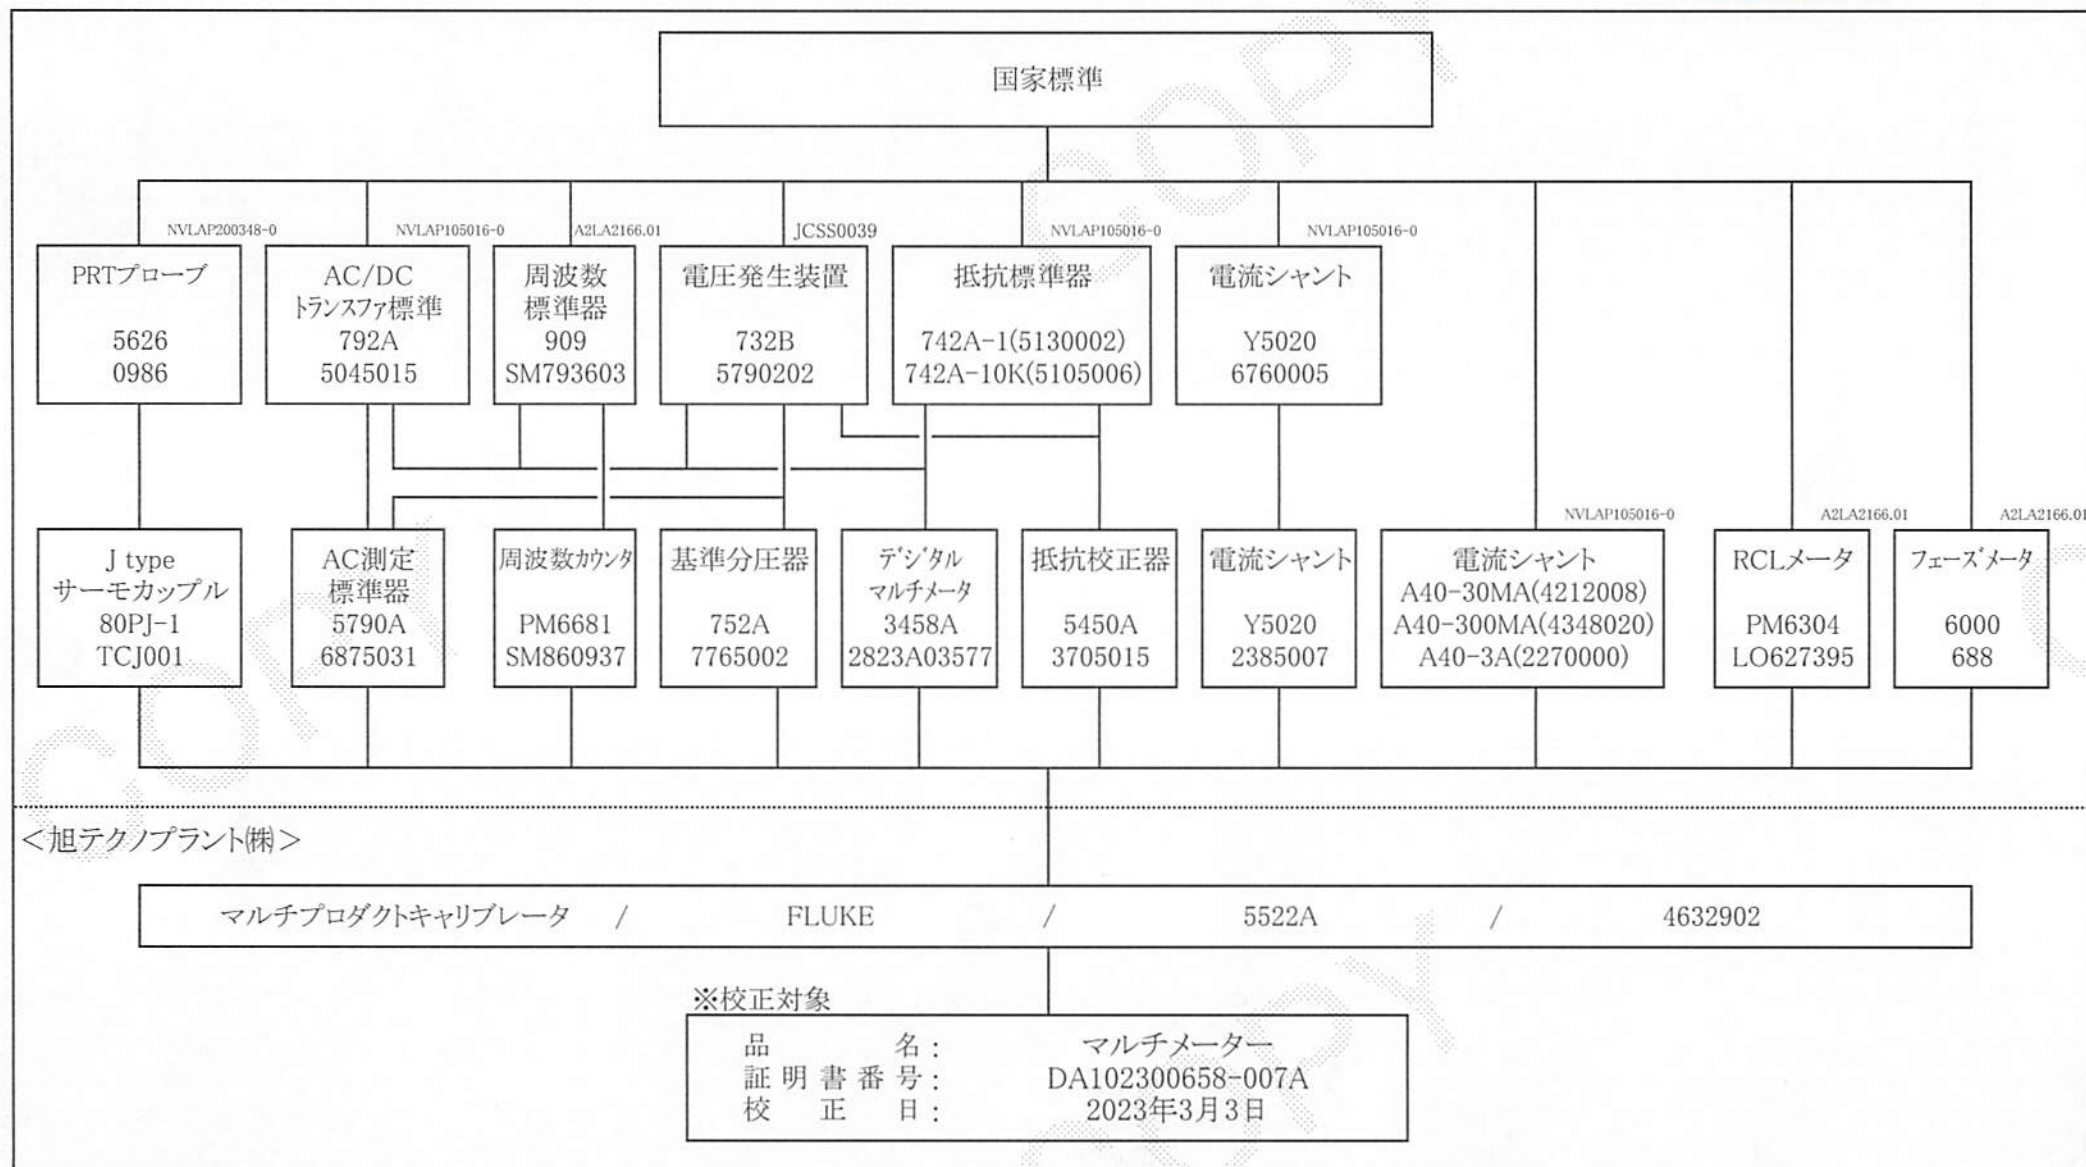 国家標準
NVLAP200348-0
NVLAP105016-0
A2LA2166.01
JCSS0039
NVLAP105016-0
NVLAP105016-0
PRTプローブ
5626
0986
AC/DC
トランスファ標準
792A
5045015
周波数
標準器
909
SM793603
電圧発生装置
732B
5790202
抵抗標準器
742A-1(5130002)
742A-10K(5105006)
電流シャント
Y5020
6760005
NVLAP105016-0
A2LA2166.01
A2LA2166.01
J type
サーモカップル
80PJ-1
TCJ001
AC測定
標準器
5790A
6875031
周波数カウンタ
PM6681
SM860937
基準分圧器
752A
7765002
デジタル
マルチメータ
3458A
2823A03577
抵抗校正器
5450A
3705015
電流シャント
Y5020
2385007
電流シャント
A40-30MA(4212008)
A40-300MA(4348020)
A40-3A(2270000)
RCLメータ
PM6304
LO627395
フェーズメータ
6000
688
<旭テクノプラント㈱>
マルチプロダクトキャリブレータ / FLUKE / 5522A / 4632902
※校正対象
品名: マルチメーター
証明書番号: DA102300658-007A
校正日: 2023年3月3日
COPY
COPY
COPY
COPY